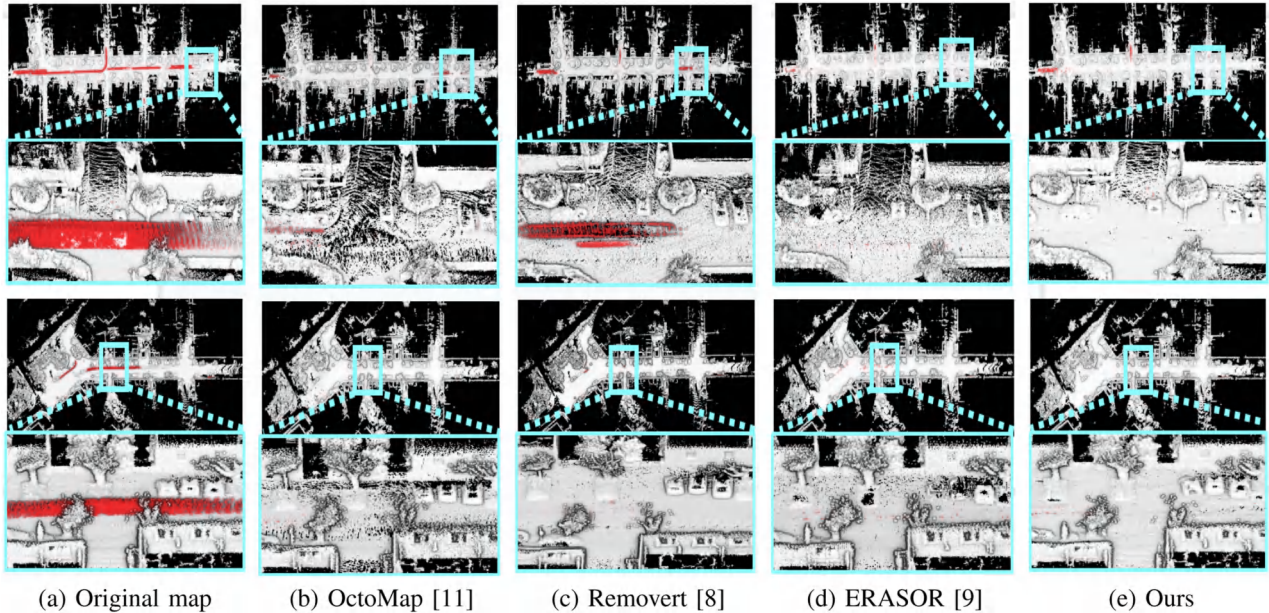 (a) Original map
(b) OctoMap [11]
(c) Removert [8]
(d) ERASOR [9]
(e) Ours